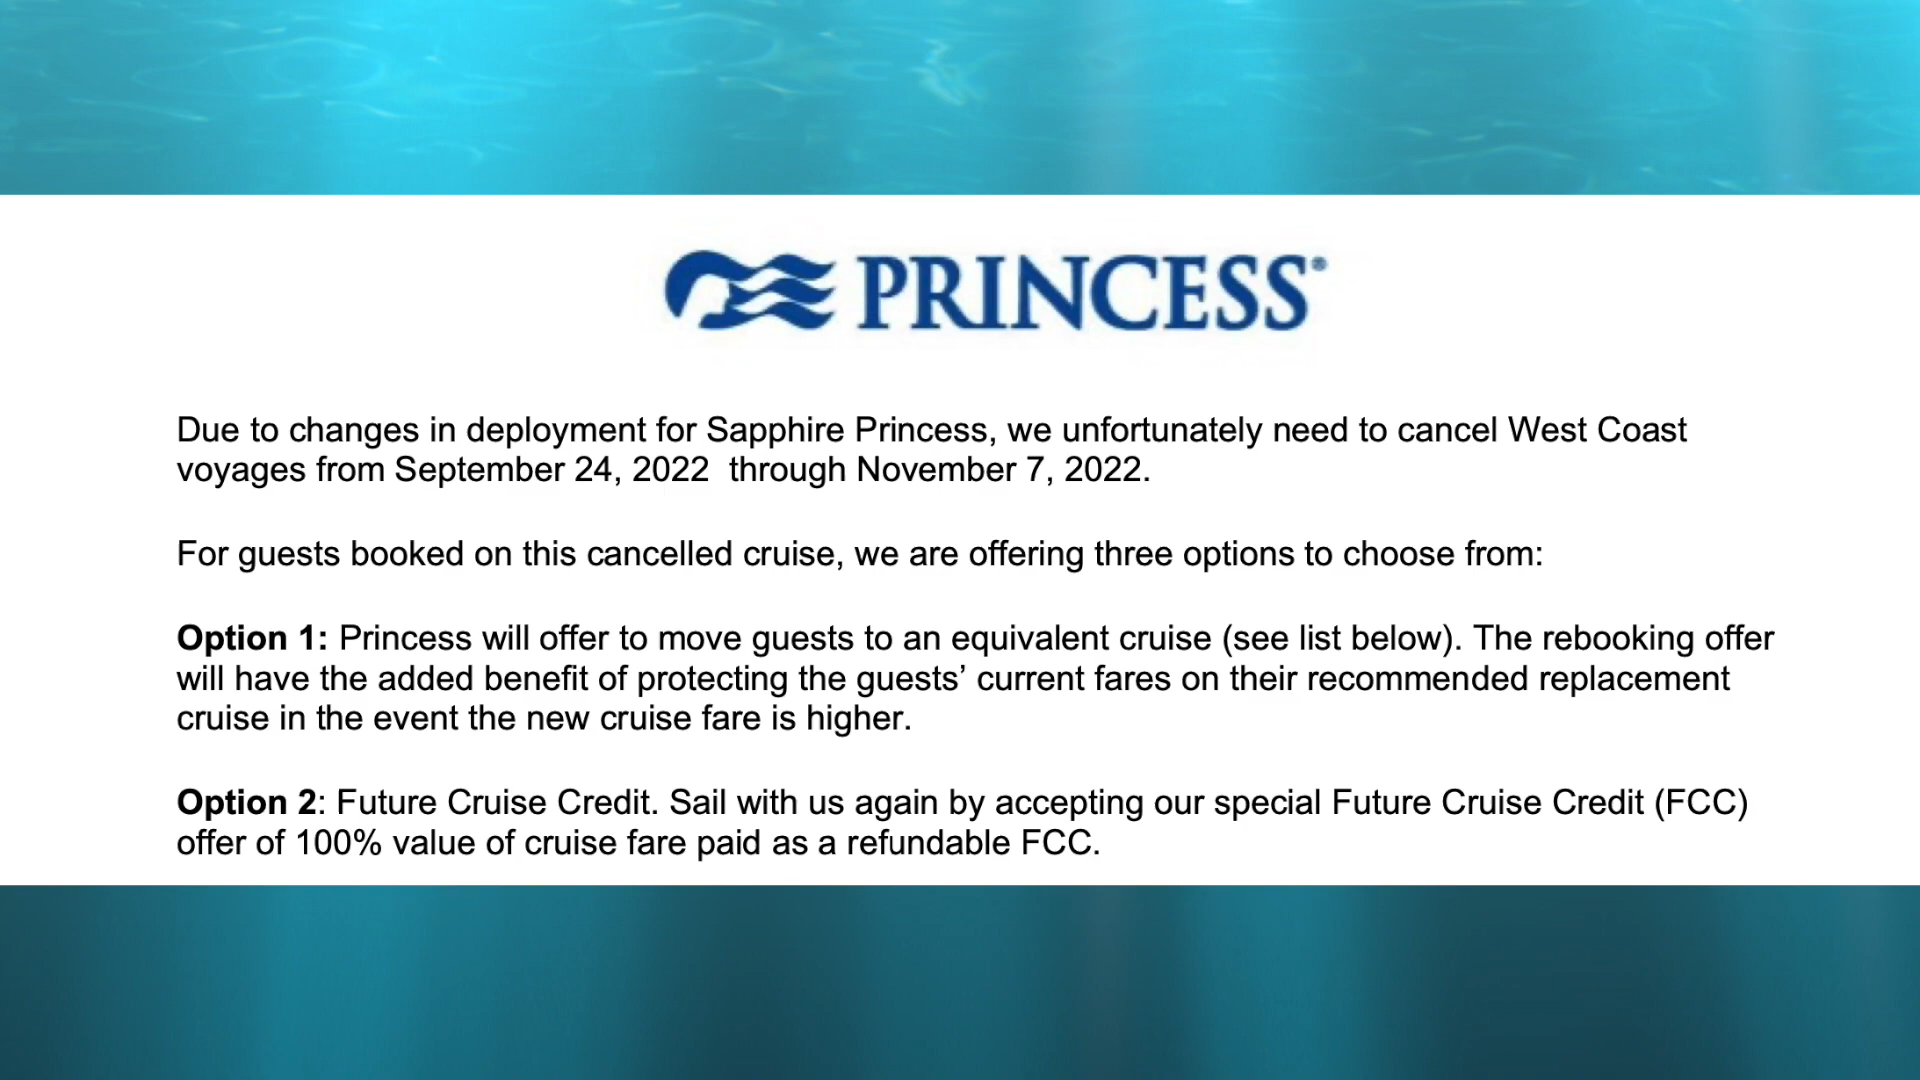 PRINCESS®
Due to changes in deployment for Sapphire Princess, we unfortunately need to cancel West Coast
voyages from September 24, 2022  through November 7, 2022.
For guests booked on this cancelled cruise, we are offering three options to choose from:
Option 1: Princess will offer to move guests to an equivalent cruise (see list below). The rebooking offer
will have the added benefit of protecting the guests’ current fares on their recommended replacement
cruise in the event the new cruise fare is higher.
Option 2: Future Cruise Credit. Sail with us again by accepting our special Future Cruise Credit (FCC)
offer of 100% value of cruise fare paid as a refundable FCC.